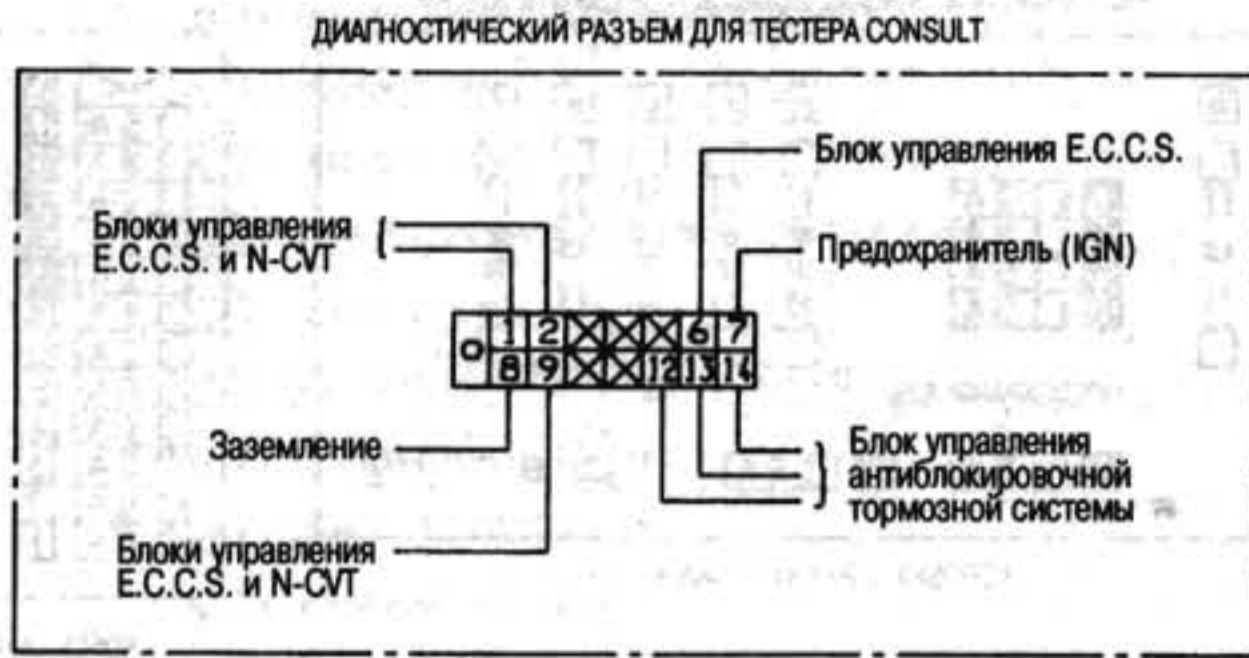 ДИАГНОСТИЧЕСКИЙ РАЗЪЕМ ДЛЯ ТЕСТЕРА CONSULT
Блок управления E.C.C.S.
Блоки управления
E.C.C.S. и N-CVT
Предохранитель (IGN)
1 2 6 7
8 9 12 13 14
Заземление
Блок управления
антиблокировочной
тормозной системы
Блоки управления
E.C.C.S. и N-CVT